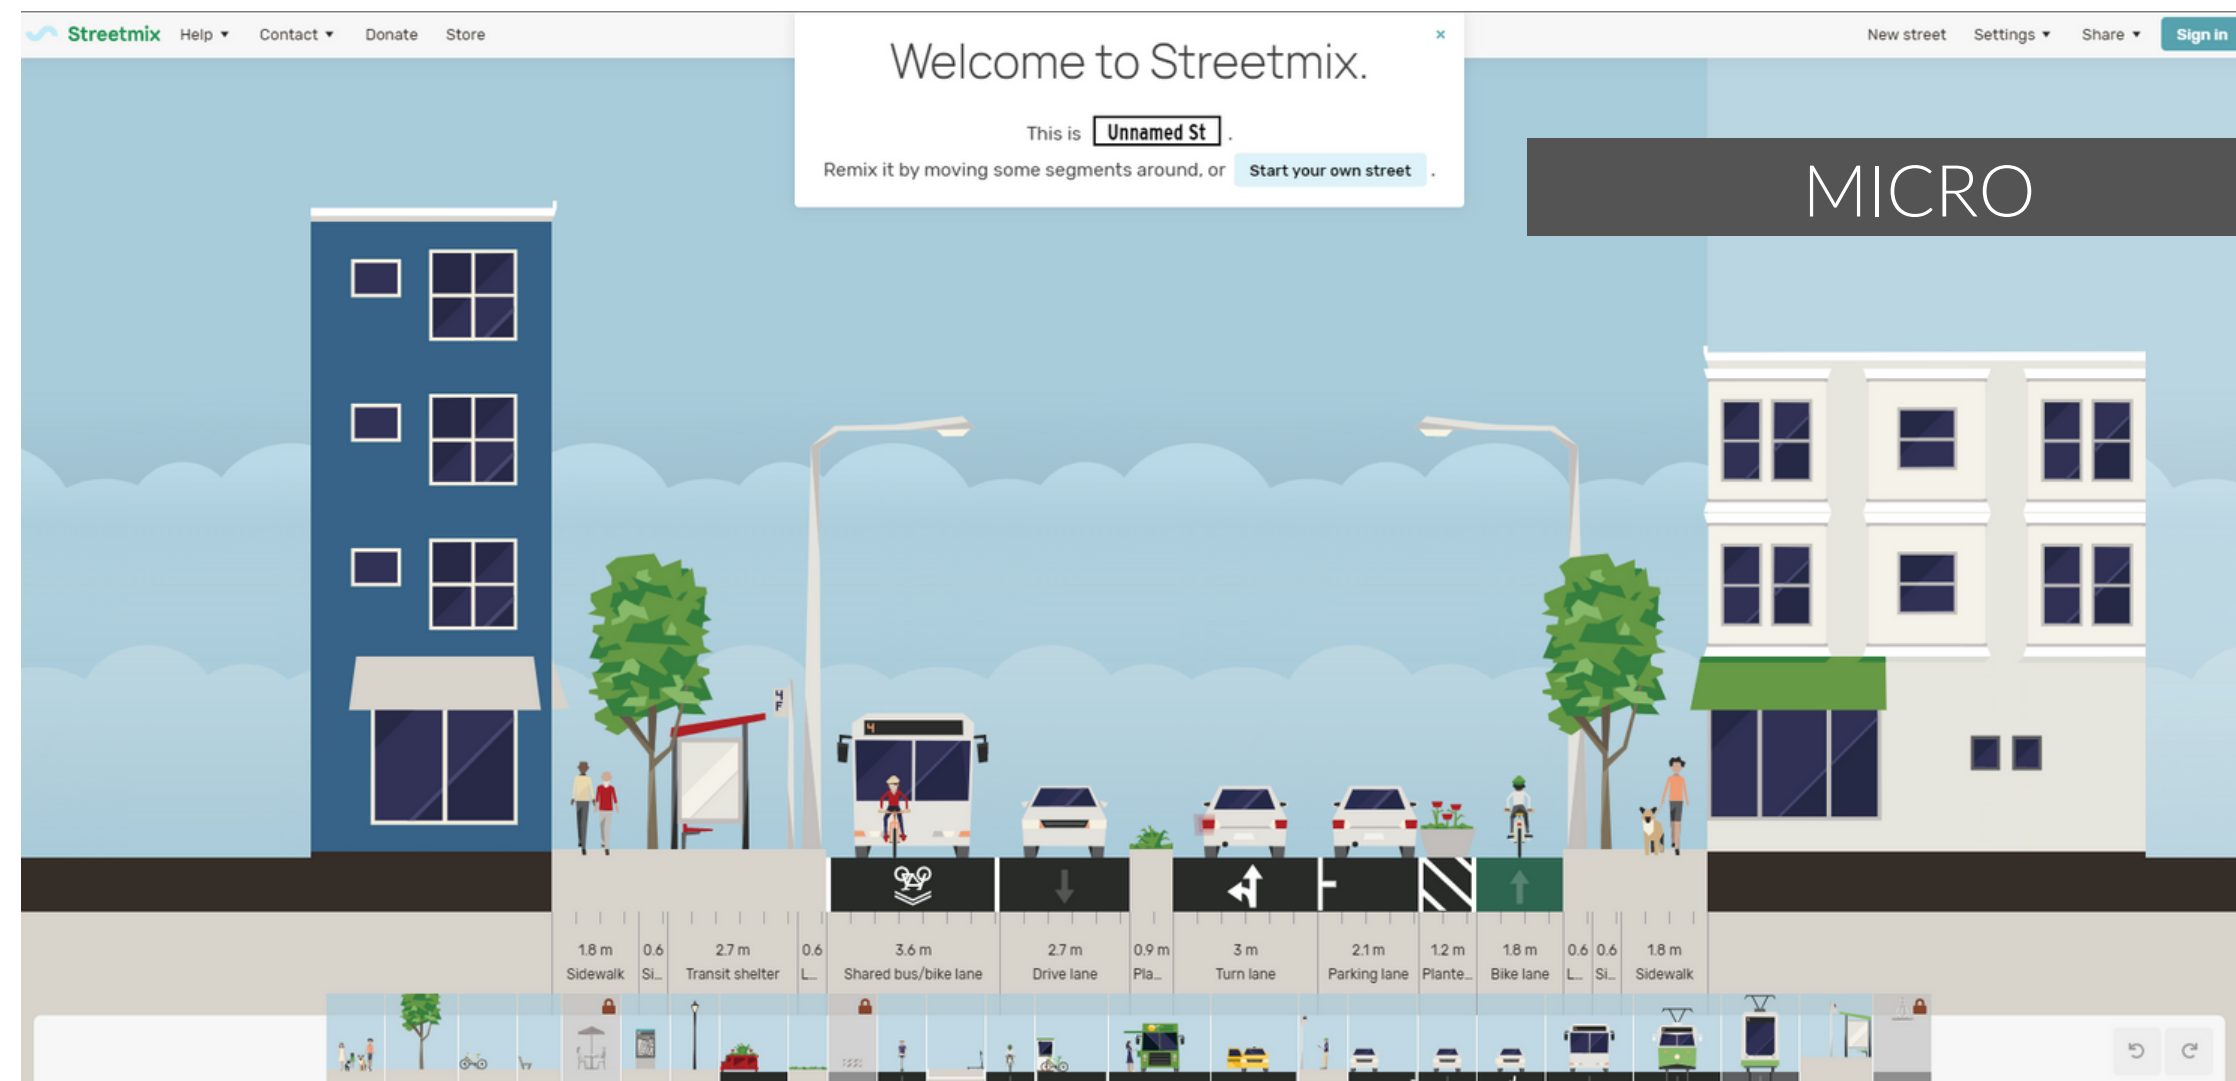 Streetmix Help ▾ Contact ▾ Donate Store
New street Settings ▾ Share ▾ Sign in
×
Welcome to Streetmix.
This is Unnamed St .
Remix it by moving some segments around, or Start your own street .
MICRO
4
F
4
1.8 m 0.6 2.7 m 0.6 3.6 m 2.7 m 0.9 m 3 m 2.1 m 1.2 m 1.8 m 0.6 0.6 1.8 m
Sidewalk Si... Transit shelter L... Shared bus/bike lane Drive lane Pla... Turn lane Parking lane Plante... Bike lane L... Si... Sidewalk